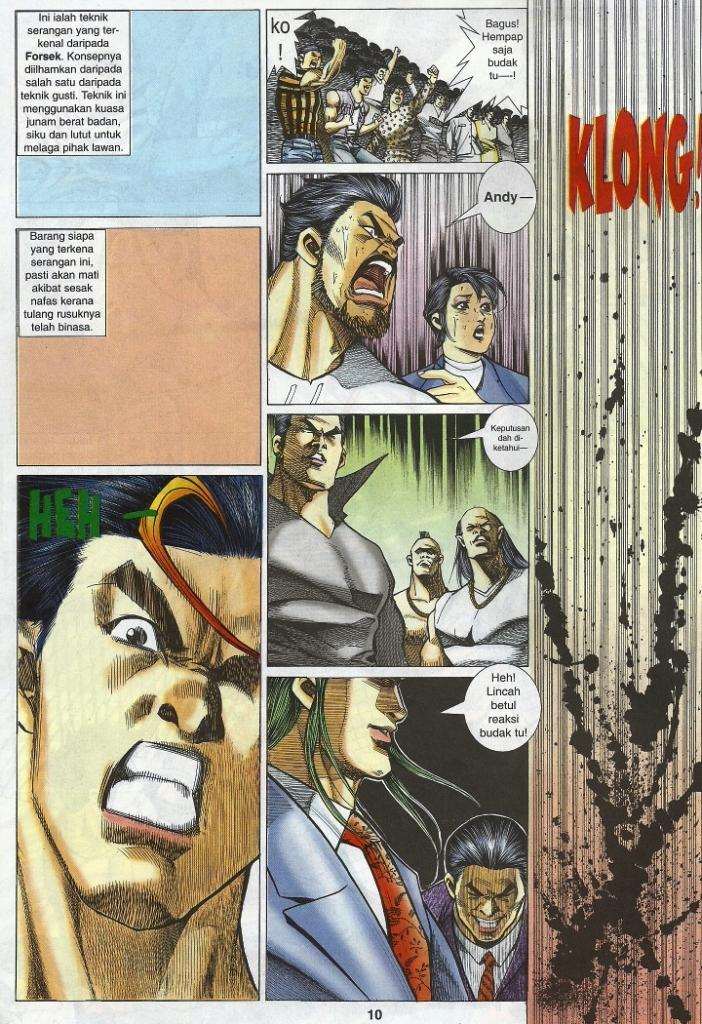 Ini ialah teknik
serangan yang ter-
kenal daripada
Forsek. Konsepnya
diilhamkan daripada
salah satu daripada
teknik gusti. Teknik ini
menggunakan kuasa
junam berat badan,
siku dan lutut untuk
melaga pihak lawan.
Barang siapa
yang terkena
serangan ini,
pasti akan mati
akibat sesak
nafas kerana
tulang rusuknya
telah binasa.
HEH —
ko
!
Bagus!
Hempap
saja
budak
tu—-!
Andy—
Keputusan
dah di-
ketahui—
Heh!
Lincah
betul
reaksi
budak tu!
KLONG!
10